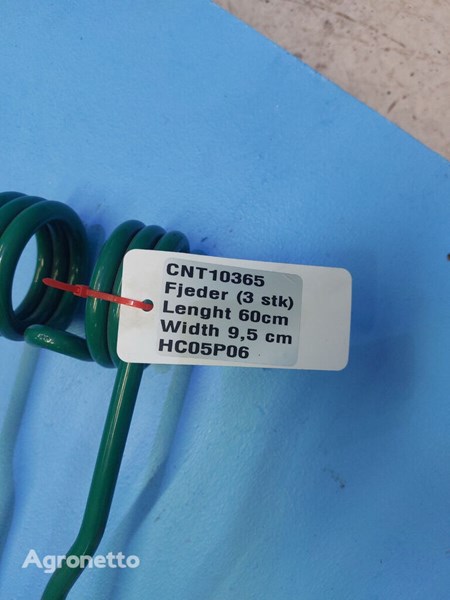 CNT10365
Fjeder (3 stk)
Lenght 60cm
Width 9,5 cm
HC05P06
Agronetto